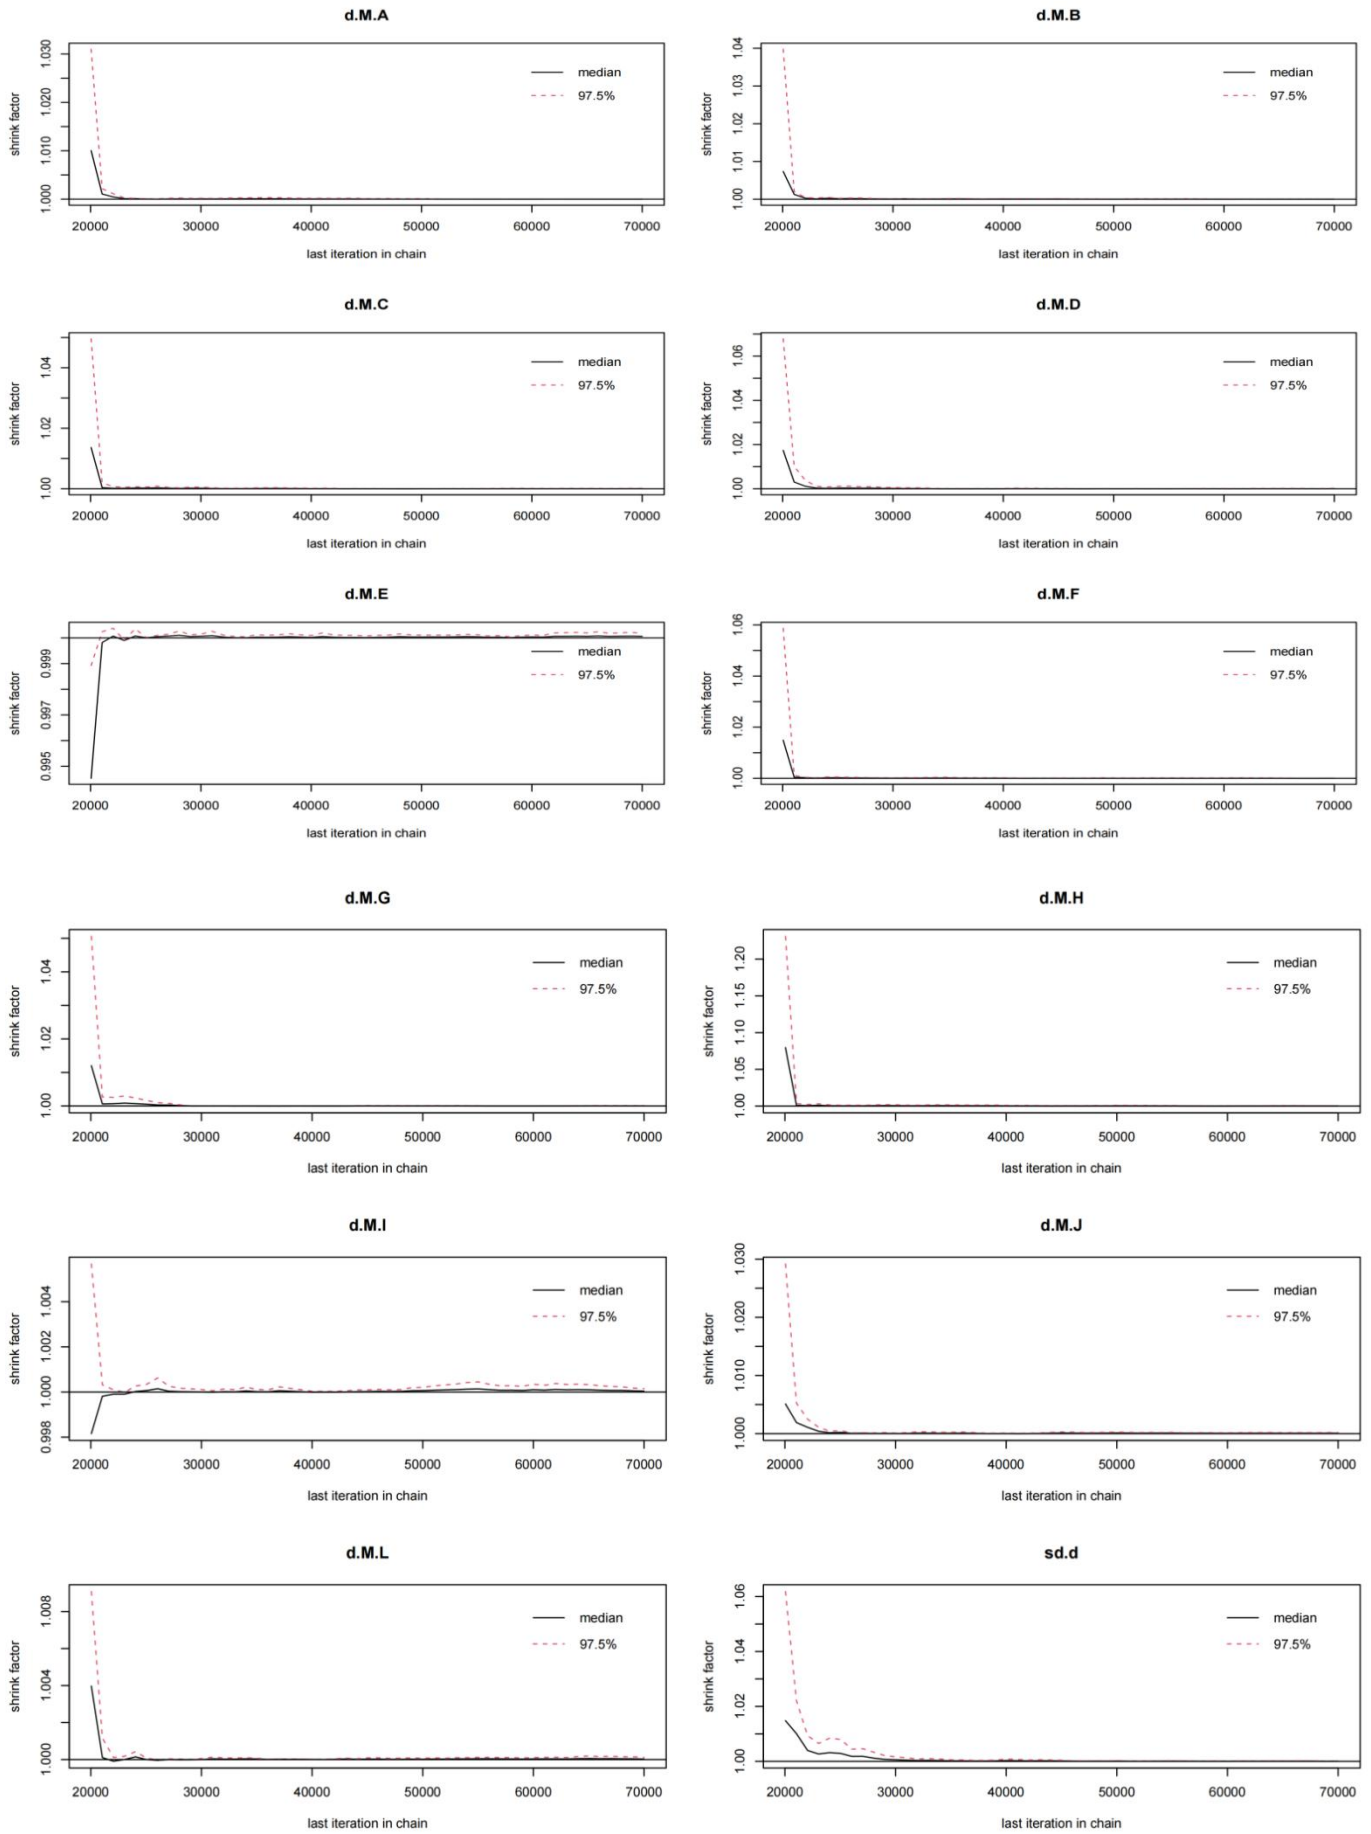 d.M.A
shrink factor
1.000 1.010 1.020 1.030
median
97.5%
20000 30000 40000 50000 60000 70000
last iteration in chain
d.M.B
shrink factor
1.00 1.01 1.02 1.03 1.04
median
97.5%
20000 30000 40000 50000 60000 70000
last iteration in chain
d.M.C
shrink factor
1.00 1.02 1.04
median
97.5%
20000 30000 40000 50000 60000 70000
last iteration in chain
d.M.D
shrink factor
1.00 1.02 1.04 1.06
median
97.5%
20000 30000 40000 50000 60000 70000
last iteration in chain
d.M.E
shrink factor
0.995 0.997 0.999
median
97.5%
20000 30000 40000 50000 60000 70000
last iteration in chain
d.M.F
shrink factor
1.00 1.02 1.04 1.06
median
97.5%
20000 30000 40000 50000 60000 70000
last iteration in chain
d.M.G
shrink factor
1.00 1.02 1.04
median
97.5%
20000 30000 40000 50000 60000 70000
last iteration in chain
d.M.H
shrink factor
1.00 1.05 1.10 1.15 1.20
median
97.5%
20000 30000 40000 50000 60000 70000
last iteration in chain
d.M.I
shrink factor
0.998 1.000 1.002 1.004
median
97.5%
20000 30000 40000 50000 60000 70000
last iteration in chain
d.M.J
shrink factor
1.000 1.010 1.020 1.030
median
97.5%
20000 30000 40000 50000 60000 70000
last iteration in chain
d.M.L
shrink factor
1.000 1.004 1.008
median
97.5%
20000 30000 40000 50000 60000 70000
last iteration in chain
sd.d
shrink factor
1.00 1.02 1.04 1.06
median
97.5%
20000 30000 40000 50000 60000 70000
last iteration in chain